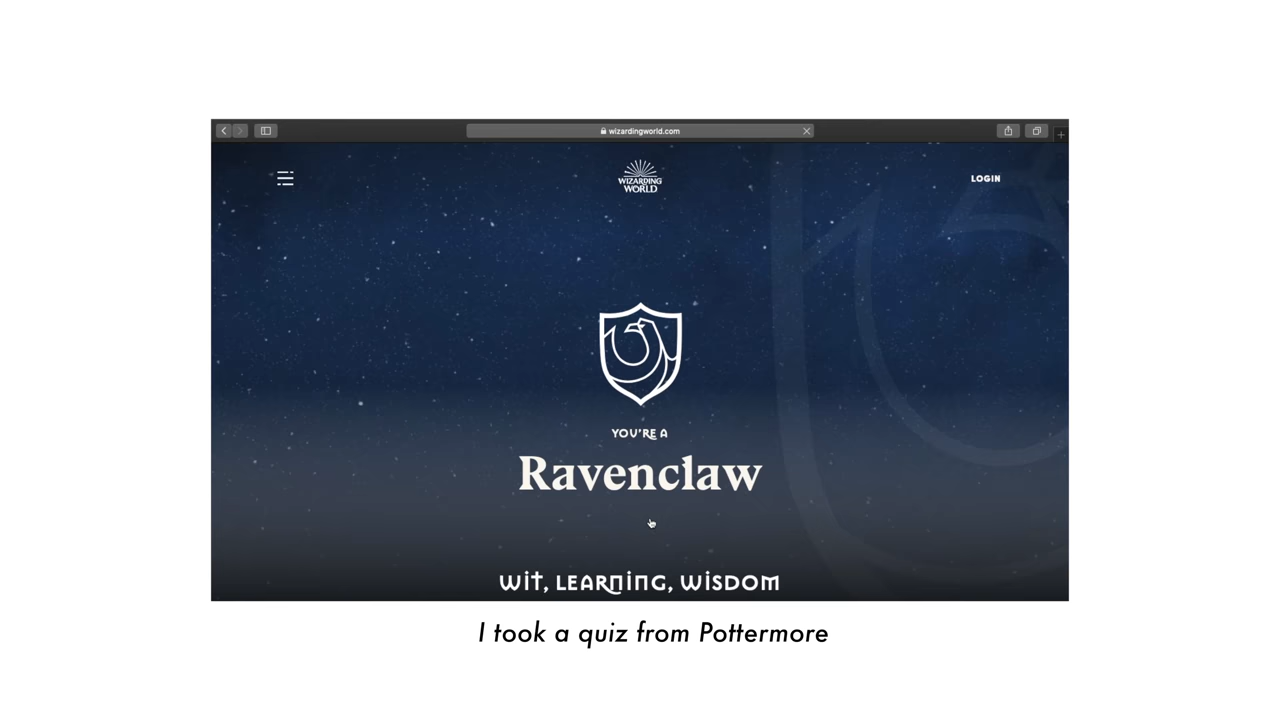 wizardingworld.com
WIZARDING
WORLD
LOGIN
YOU'RE A
Ravenclaw
WIT, LEARNING, WISDOM
I took a quiz from Pottermore